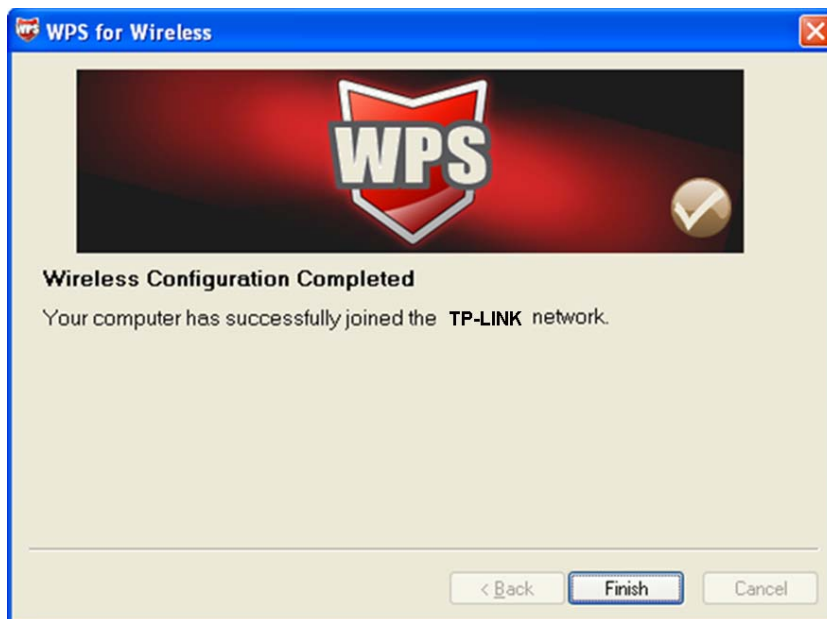 WPS WPS for Wireless
WPS
Wireless Configuration Completed
Your computer has successfully joined the TP-LINK network.
< Back Finish Cancel